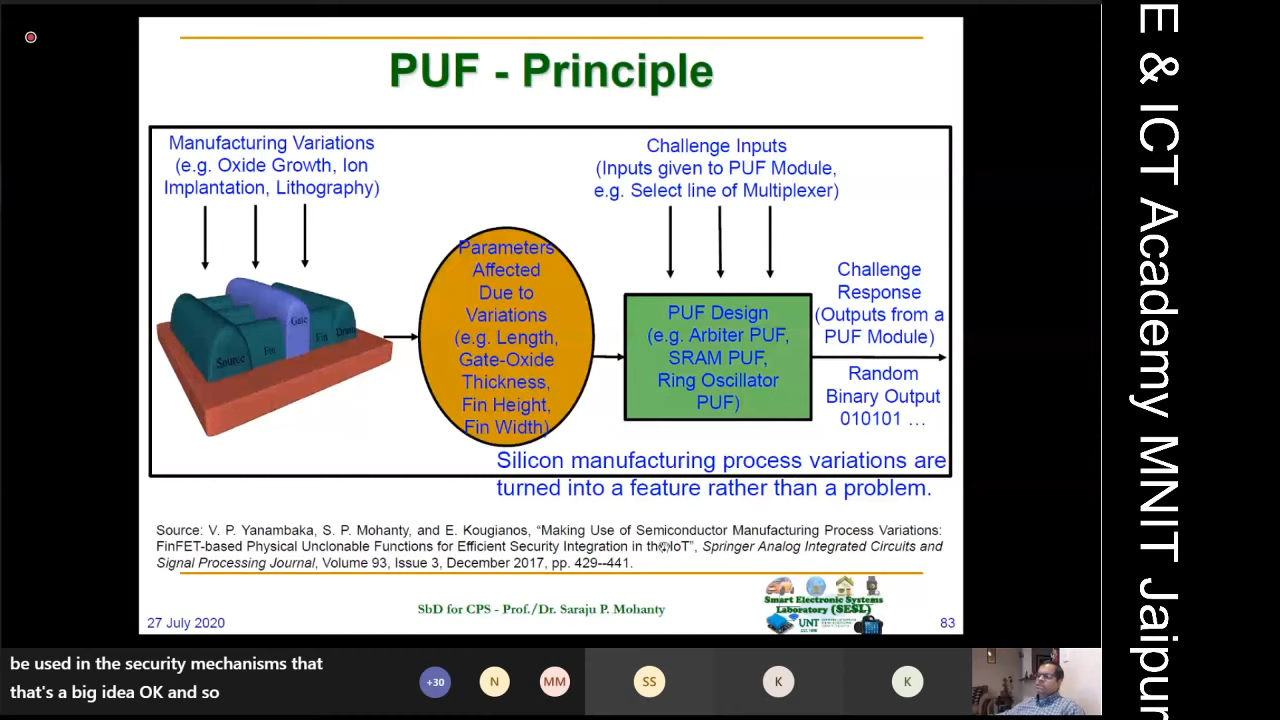 PUF - Principle
Manufacturing Variations
(e.g. Oxide Growth, Ion
Implantation, Lithography)
Challenge Inputs
(Inputs given to PUF Module,
e.g. Select line of Multiplexer)
Source
Fin
Gate
Fin
Drain
Parameters
Affected
Due to
Variations
(e.g. Length,
Gate-Oxide
Thickness,
Fin Height,
Fin Width)
PUF Design
(e.g. Arbiter PUF,
SRAM PUF,
Ring Oscillator
PUF)
Challenge
Response
(Outputs from a
PUF Module)
Random
Binary Output
010101 …
Silicon manufacturing process variations are
turned into a feature rather than a problem.
Source: V. P. Yanambaka, S. P. Mohanty, and E. Kougianos, “Making Use of Semiconductor Manufacturing Process Variations:
FinFET-based Physical Unclonable Functions for Efficient Security Integration in the IoT”, Springer Analog Integrated Circuits and
Signal Processing Journal, Volume 93, Issue 3, December 2017, pp. 429--441.
27 July 2020
SbD for CPS - Prof./Dr. Saraju P. Mohanty
Smart Electronic Systems
Laboratory (SESL)
UNT
83
be used in the security mechanisms that
that's a big idea OK and so
+30
N
MM
SS
K
K
E & ICT Academy MNIT Jaipur